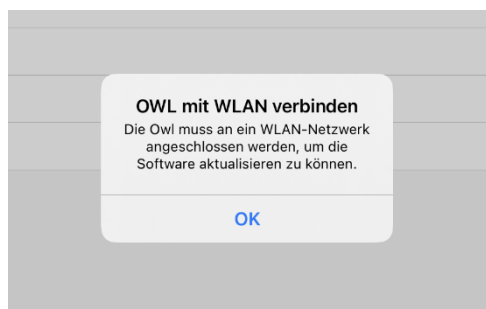 OWL mit WLAN verbinden
Die Owl muss an ein WLAN-Netzwerk
angeschlossen werden, um die
Software aktualisieren zu können.
OK